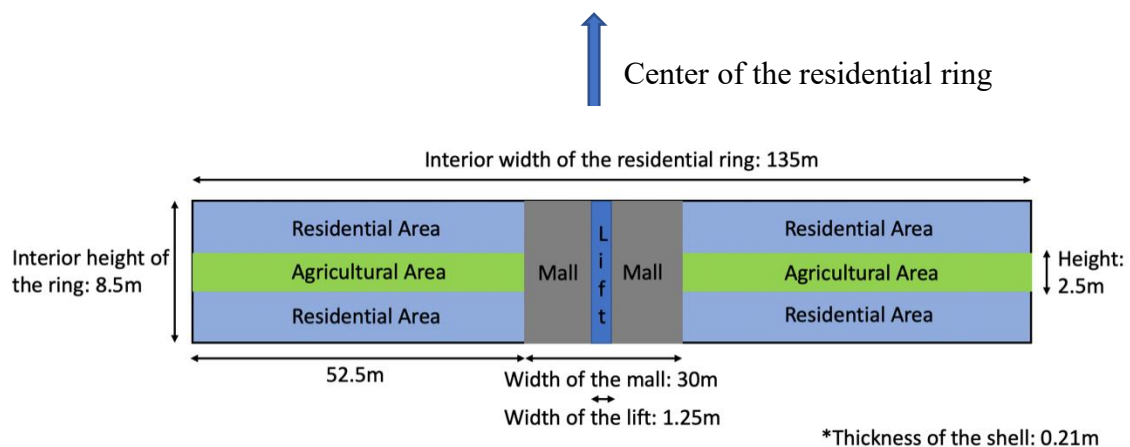 Center of the residential ring
Interior width of the residential ring: 135m
Interior height of
the ring: 8.5m
Residential Area
Agricultural Area
Residential Area
Mall
Lift
Mall
Residential Area
Agricultural Area
Residential Area
Height:
2.5m
52.5m
Width of the mall: 30m
Width of the lift: 1.25m
*Thickness of the shell: 0.21m